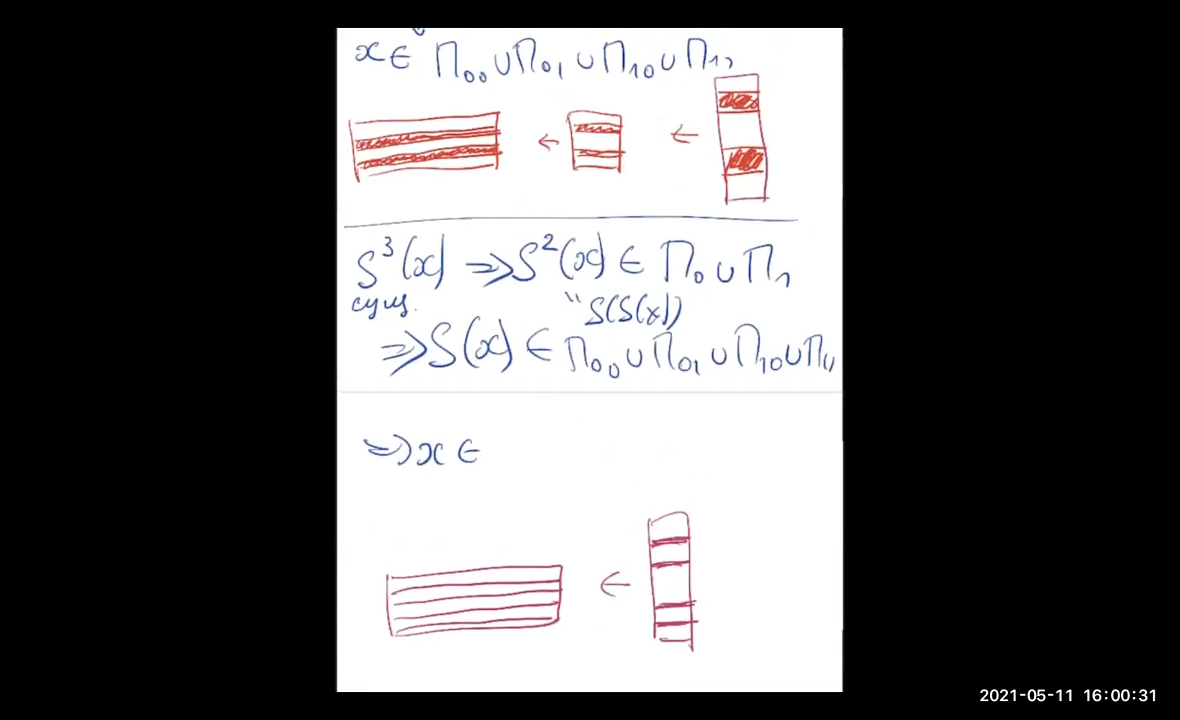 x ∈ Π₀₀ ∪ Π₀₁ ∪ Π₁₀ ∪ Π₁₁
←
←
S³(x) ⇒ S²(x) ∈ Π₀ ∪ Π₁
сущ. " S(S(x))
⇒ S(x) ∈ Π₀₀ ∪ Π₀₁ ∪ Π₁₀ ∪ Π₁₁
⇒ x ∈
←
2021-05-11 16:00:31